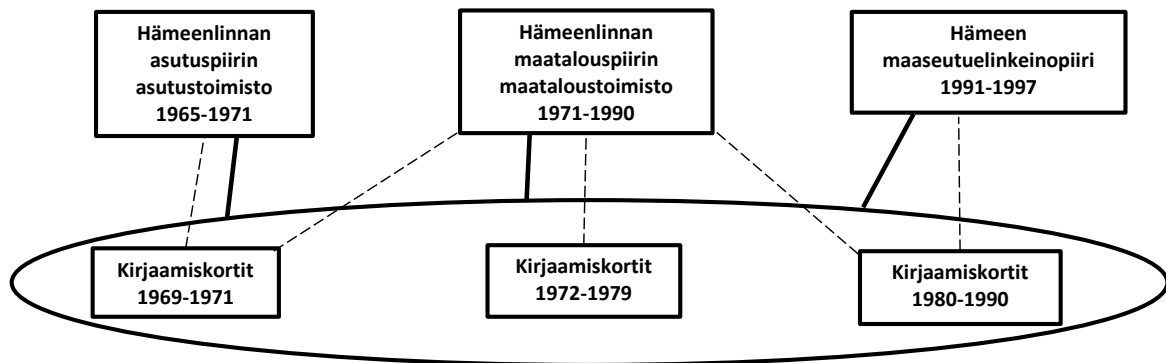 Hämeenlinnan
asutuspiirin
asutustoimisto
1965-1971
Hämeenlinnan
maatalouspiirin
maataloustoimisto
1971-1990
Hämeen
maaseutuelinkeinopiiri
1991-1997
Kirjaamiskortit
1969-1971
Kirjaamiskortit
1972-1979
Kirjaamiskortit
1980-1990